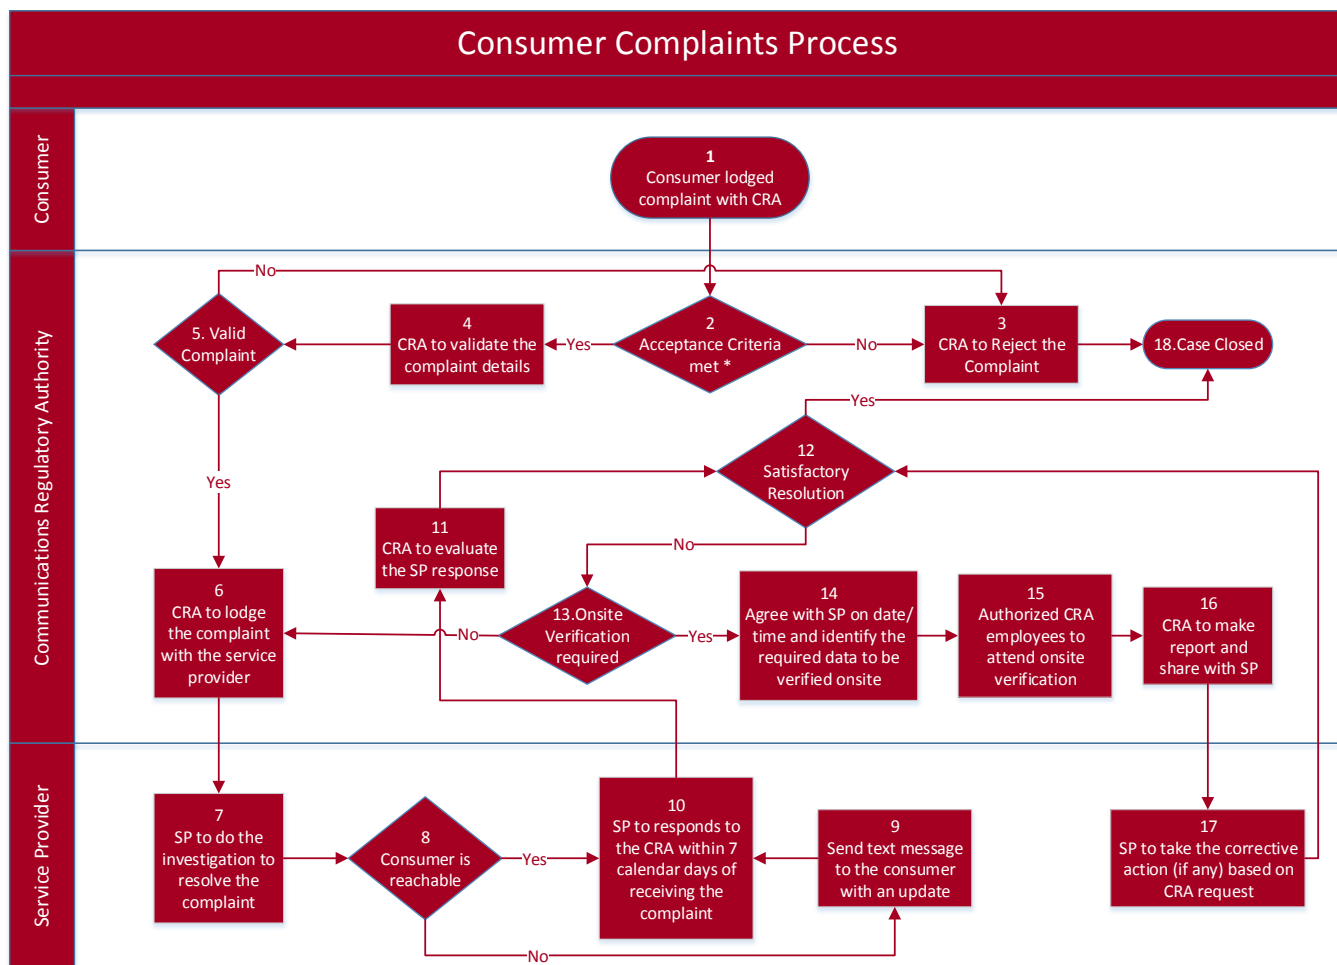 Consumer Complaints Process
Consumer
1
Consumer lodged
complaint with CRA
Communications Regulatory Authority
No
5. Valid
Complaint
4
CRA to validate the
complaint details
Yes
2
Acceptance Criteria
met *
No
3
CRA to Reject the
Complaint
18.Case Closed
Yes
12
Satisfactory
Resolution
Yes
11
CRA to evaluate
the SP response
No
6
CRA to lodge
the complaint
with the service
provider
No
13.Onsite
Verification
required
Yes
14
Agree with SP on date/
time and identify the
required data to be
verified onsite
15
Authorized CRA
employees to
attend onsite
verification
16
CRA to make
report and
share with SP
Service Provider
7
SP to do the
investigation to
resolve the
complaint
8
Consumer is
reachable
Yes
10
SP to responds to
the CRA within 7
calendar days of
receiving the
complaint
9
Send text message
to the consumer
with an update
17
SP to take the corrective
action (if any) based on
CRA request
No